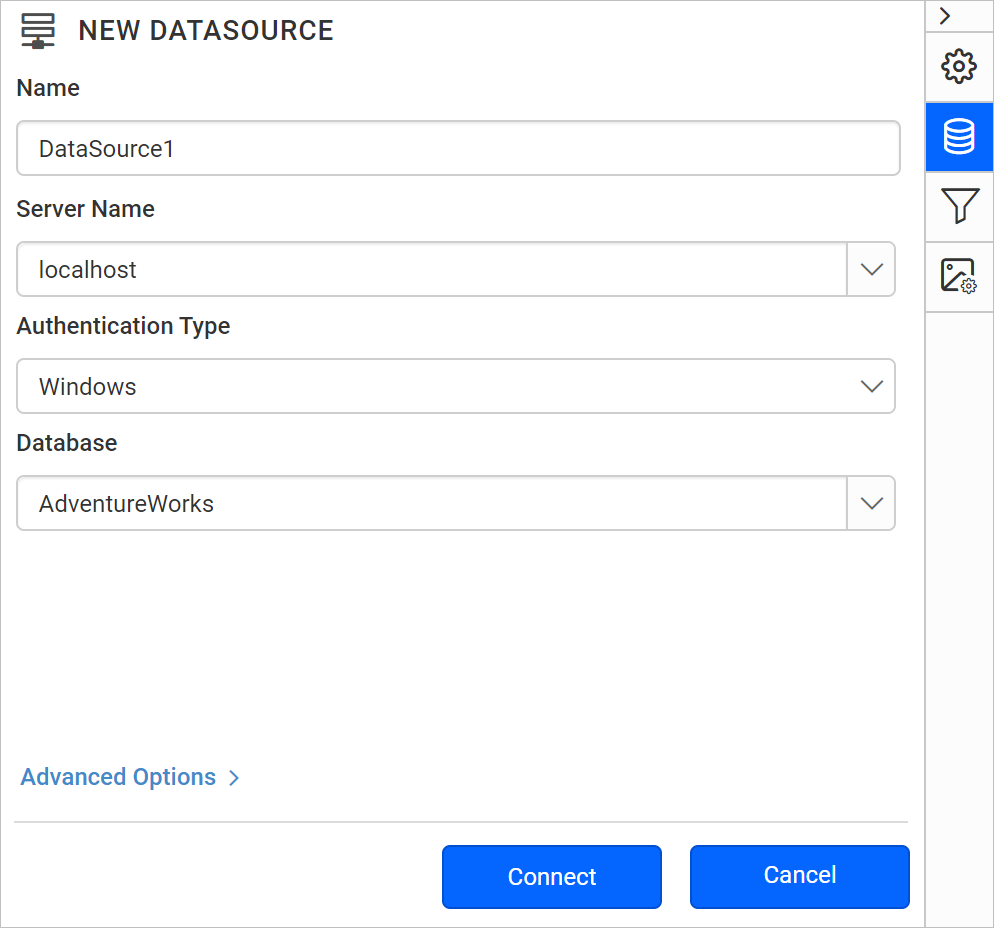 NEW DATASOURCE
Name
DataSource1
Server Name
localhost
Authentication Type
Windows
Database
AdventureWorks
Advanced Options
Connect
Cancel